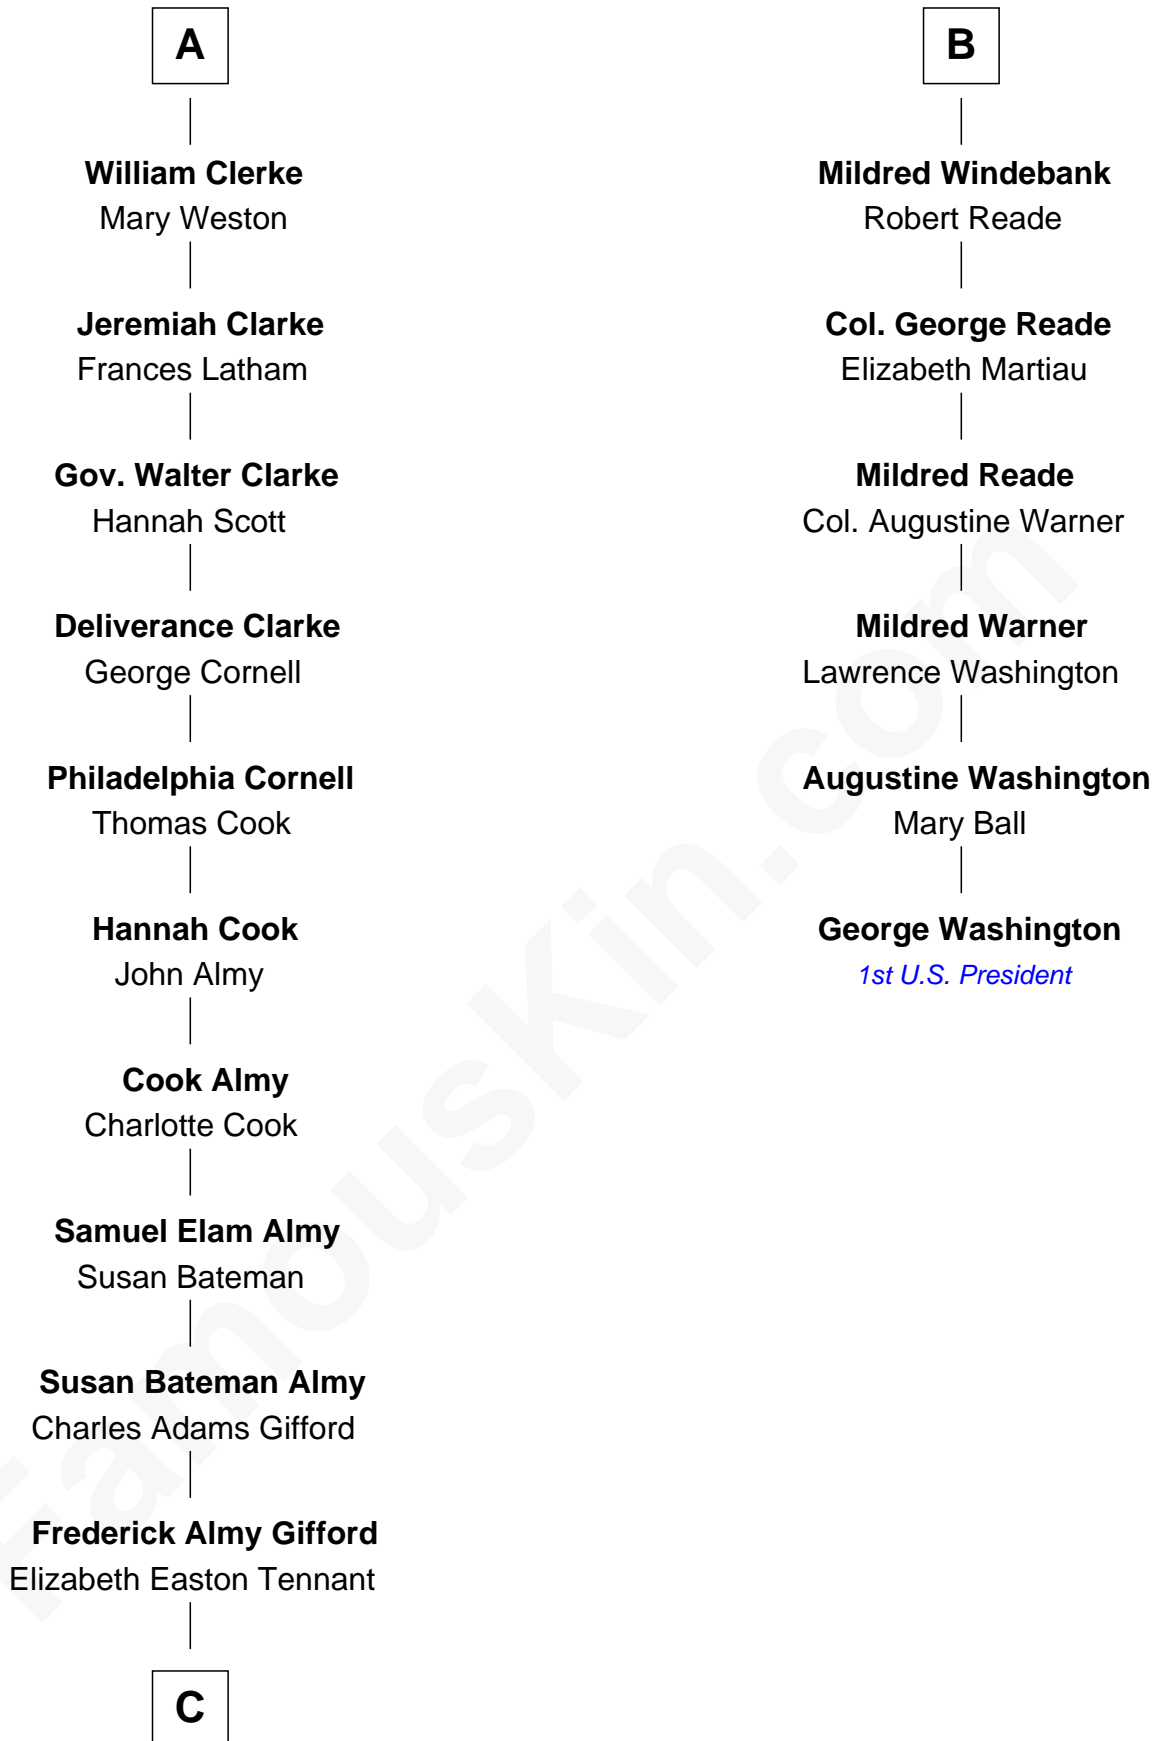 A
William Clerke
Mary Weston
Jeremiah Clarke
Frances Latham
Gov. Walter Clarke
Hannah Scott
Deliverance Clarke
George Cornell
Philadelphia Cornell
Thomas Cook
Hannah Cook
John Almy
Cook Almy
Charlotte Cook
Samuel Elam Almy
Susan Bateman
Susan Bateman Almy
Charles Adams Gifford
Frederick Almy Gifford
Elizabeth Easton Tennant
C
B
Mildred Windebank
Robert Reade
Col. George Reade
Elizabeth Martiau
Mildred Reade
Col. Augustine Warner
Mildred Warner
Lawrence Washington
Augustine Washington
Mary Ball
George Washington
1st U.S. President
FamousKin.com